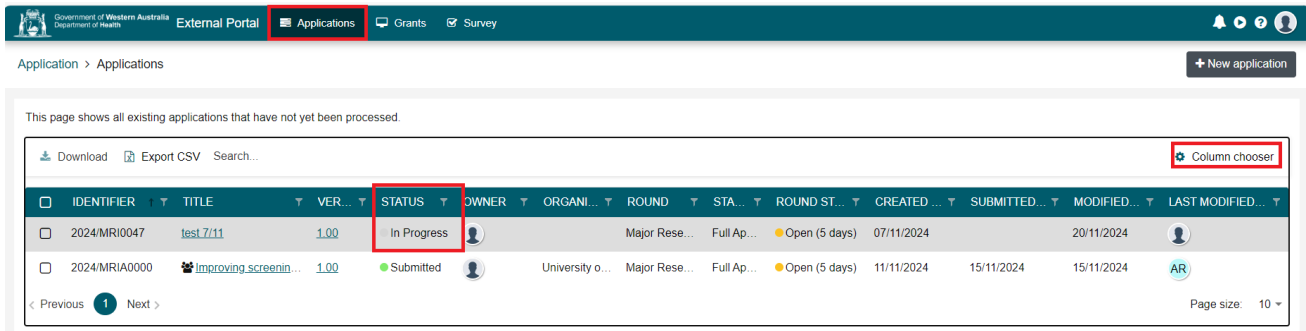 Government of Western Australia
Department of Health
External Portal Applications Grants Survey
Application > Applications
+ New application
This page shows all existing applications that have not yet been processed.
Download Export CSV Search... Column chooser
IDENTIFIER TITLE VER... STATUS OWNER ORGANI... ROUND STA... ROUND ST... CREATED ... SUBMITTED... MODIFIED... LAST MODIFIED...
2024/MRI0047 test 7/11 1.00 In Progress Major Rese... Full Ap... Open (5 days) 07/11/2024 20/11/2024
2024/MRIA0000 Improving screenin... 1.00 Submitted University o... Major Rese... Full Ap... Open (5 days) 11/11/2024 15/11/2024 15/11/2024 AR
< Previous 1 Next > Page size: 10